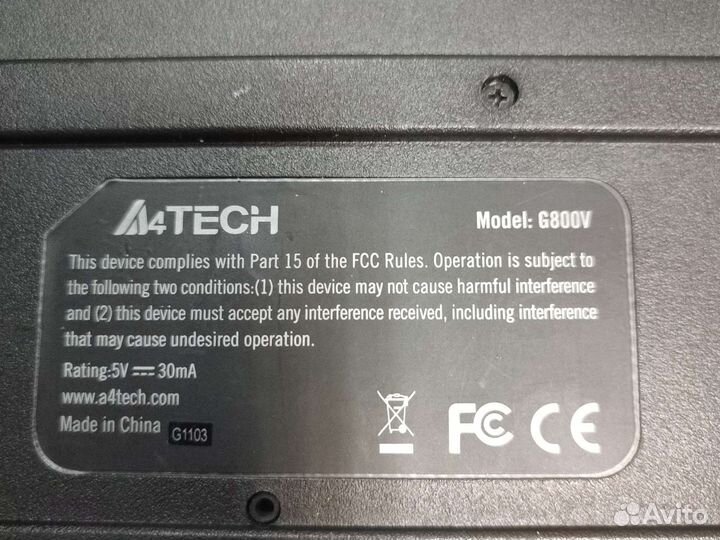 A4TECH
Model: G800V
This device complies with Part 15 of the FCC Rules. Operation is subject to
the following two conditions:(1) this device may not cause harmful interference
and (2) this device must accept any interference received, including interference
that may cause undesired operation.
Rating:5V ⎓ 30mA
www.a4tech.com
Made in China G1103
FC CE
Avito